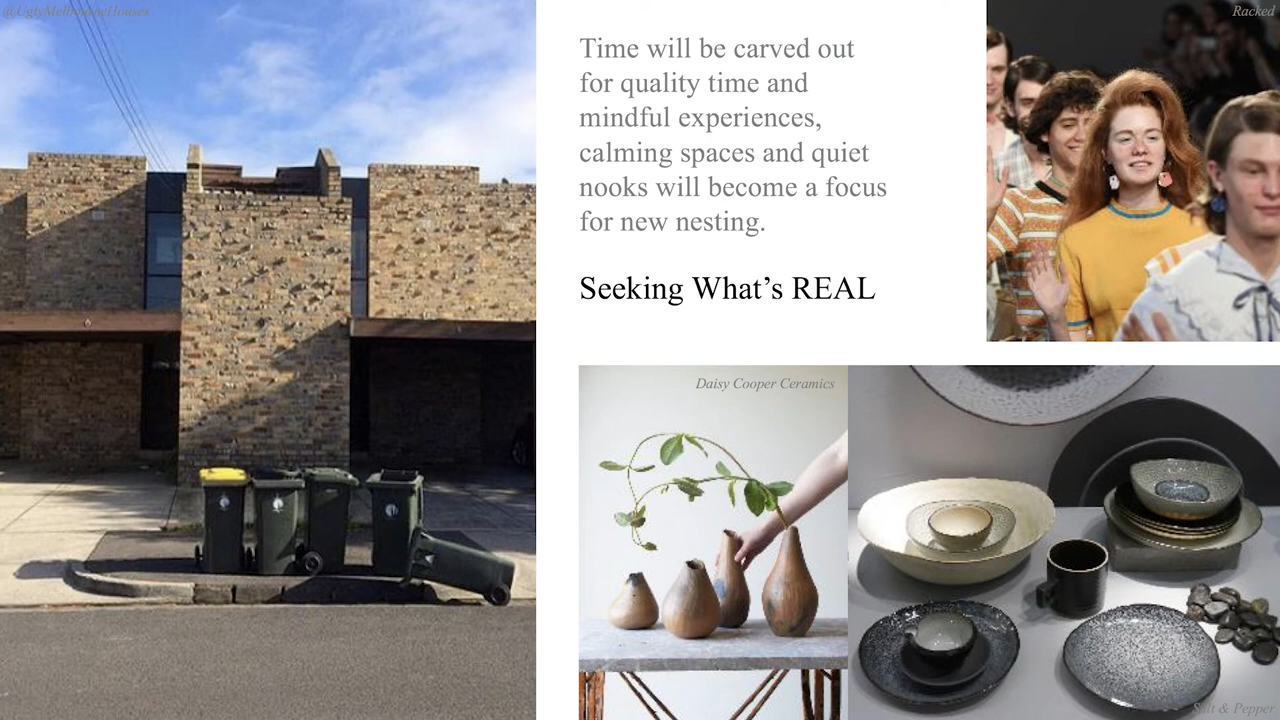 @UglyMelbourneHouses
Time will be carved out
for quality time and
mindful experiences,
calming spaces and quiet
nooks will become a focus
for new nesting.
Seeking What’s REAL
Racked
Daisy Cooper Ceramics
Salt & Pepper